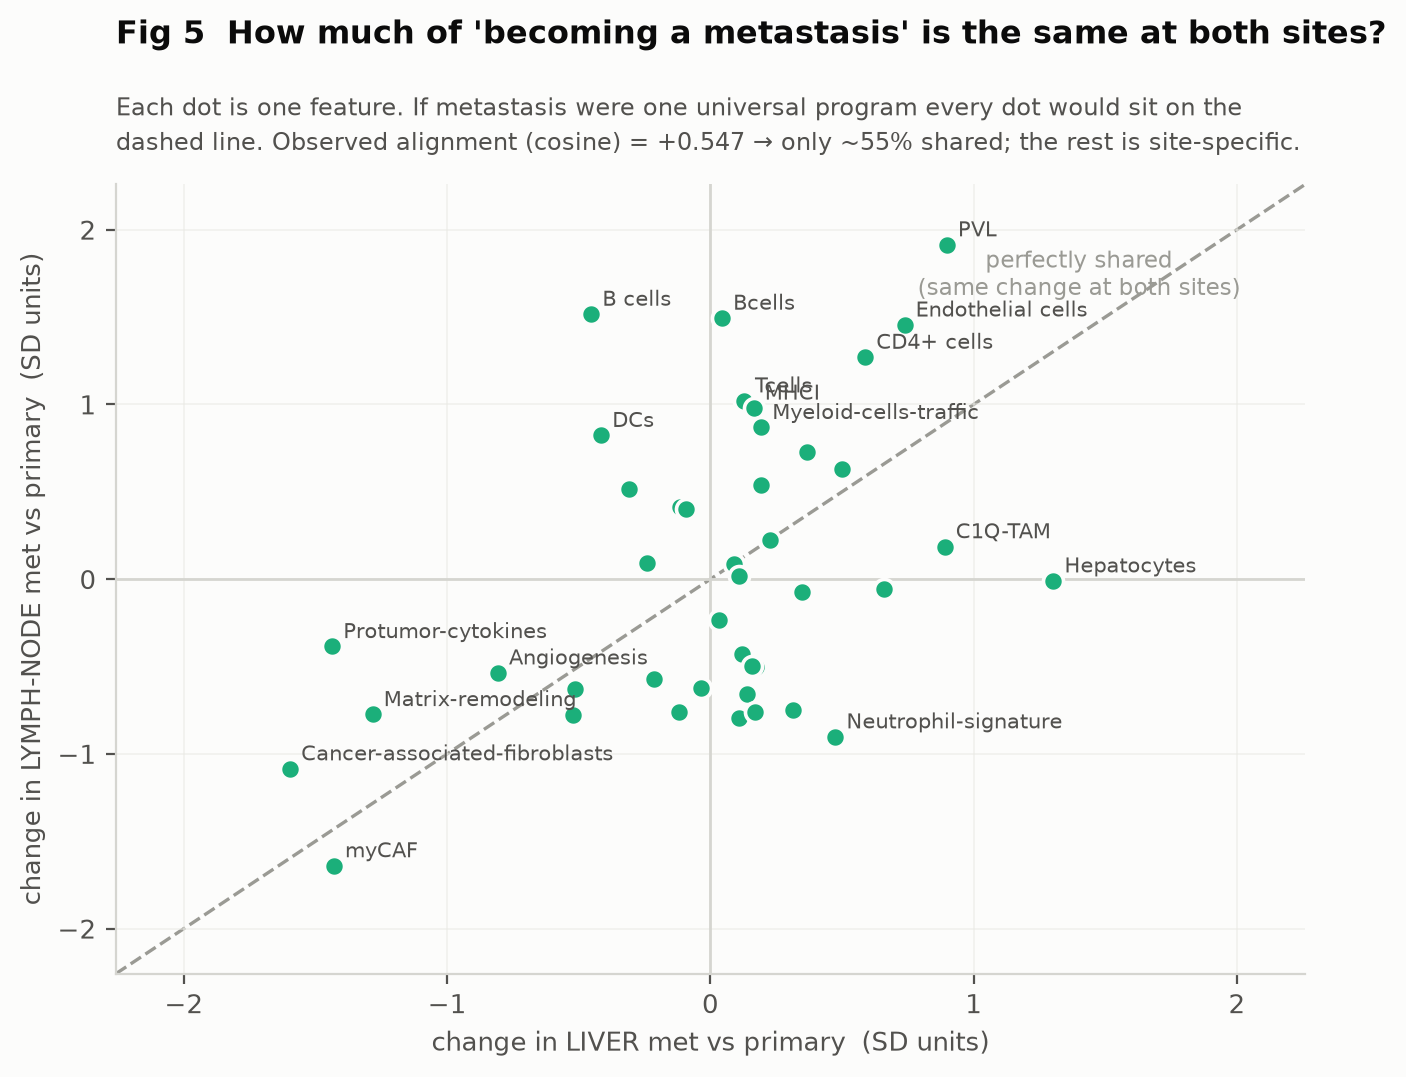 Fig 5  How much of 'becoming a metastasis' is the same at both sites?
Each dot is one feature. If metastasis were one universal program every dot would sit on the
dashed line. Observed alignment (cosine) = +0.547 → only ~55% shared; the rest is site-specific.
2
1
0
−1
−2
change in LYMPH-NODE met vs primary  (SD units)
PVL
perfectly shared
(same change at both sites)
B cells
Bcells
Endothelial cells
CD4+ cells
Tcells
MHCI
Myeloid-cells-traffic
DCs
C1Q-TAM
Hepatocytes
Protumor-cytokines
Angiogenesis
Matrix-remodeling
Neutrophil-signature
Cancer-associated-fibroblasts
myCAF
−2
−1
0
1
2
change in LIVER met vs primary  (SD units)